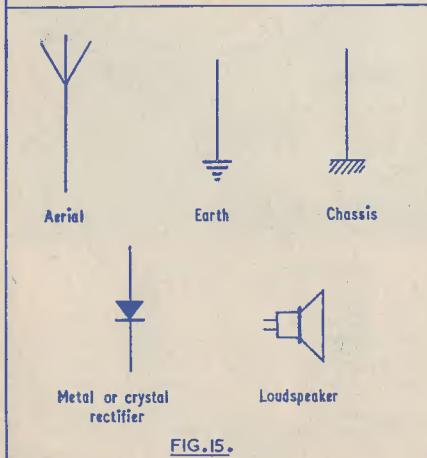 Aerial
Earth
Chassis
Metal or crystal
rectifier
Loudspeaker
FIG.15.